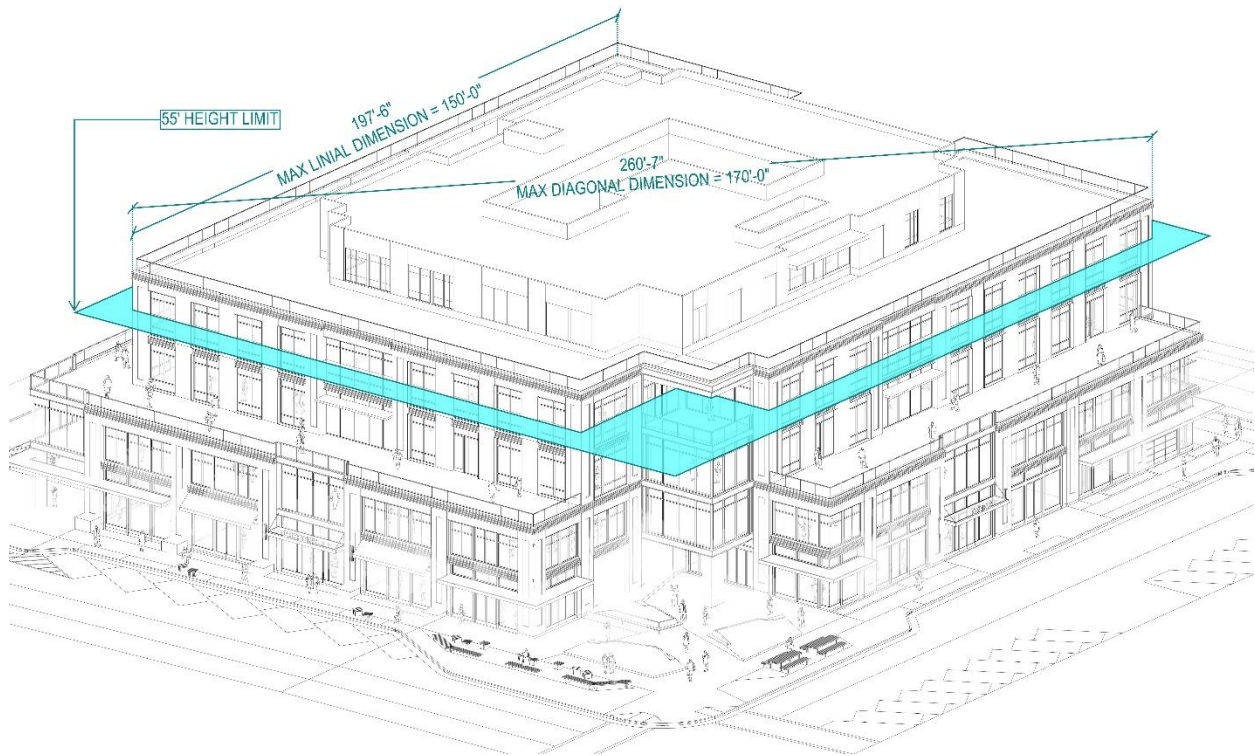 197'-6"
MAX LINIAL DIMENSION = 150'-0"
55' HEIGHT LIMIT
260'-7"
MAX DIAGONAL DIMENSION = 170'-0"